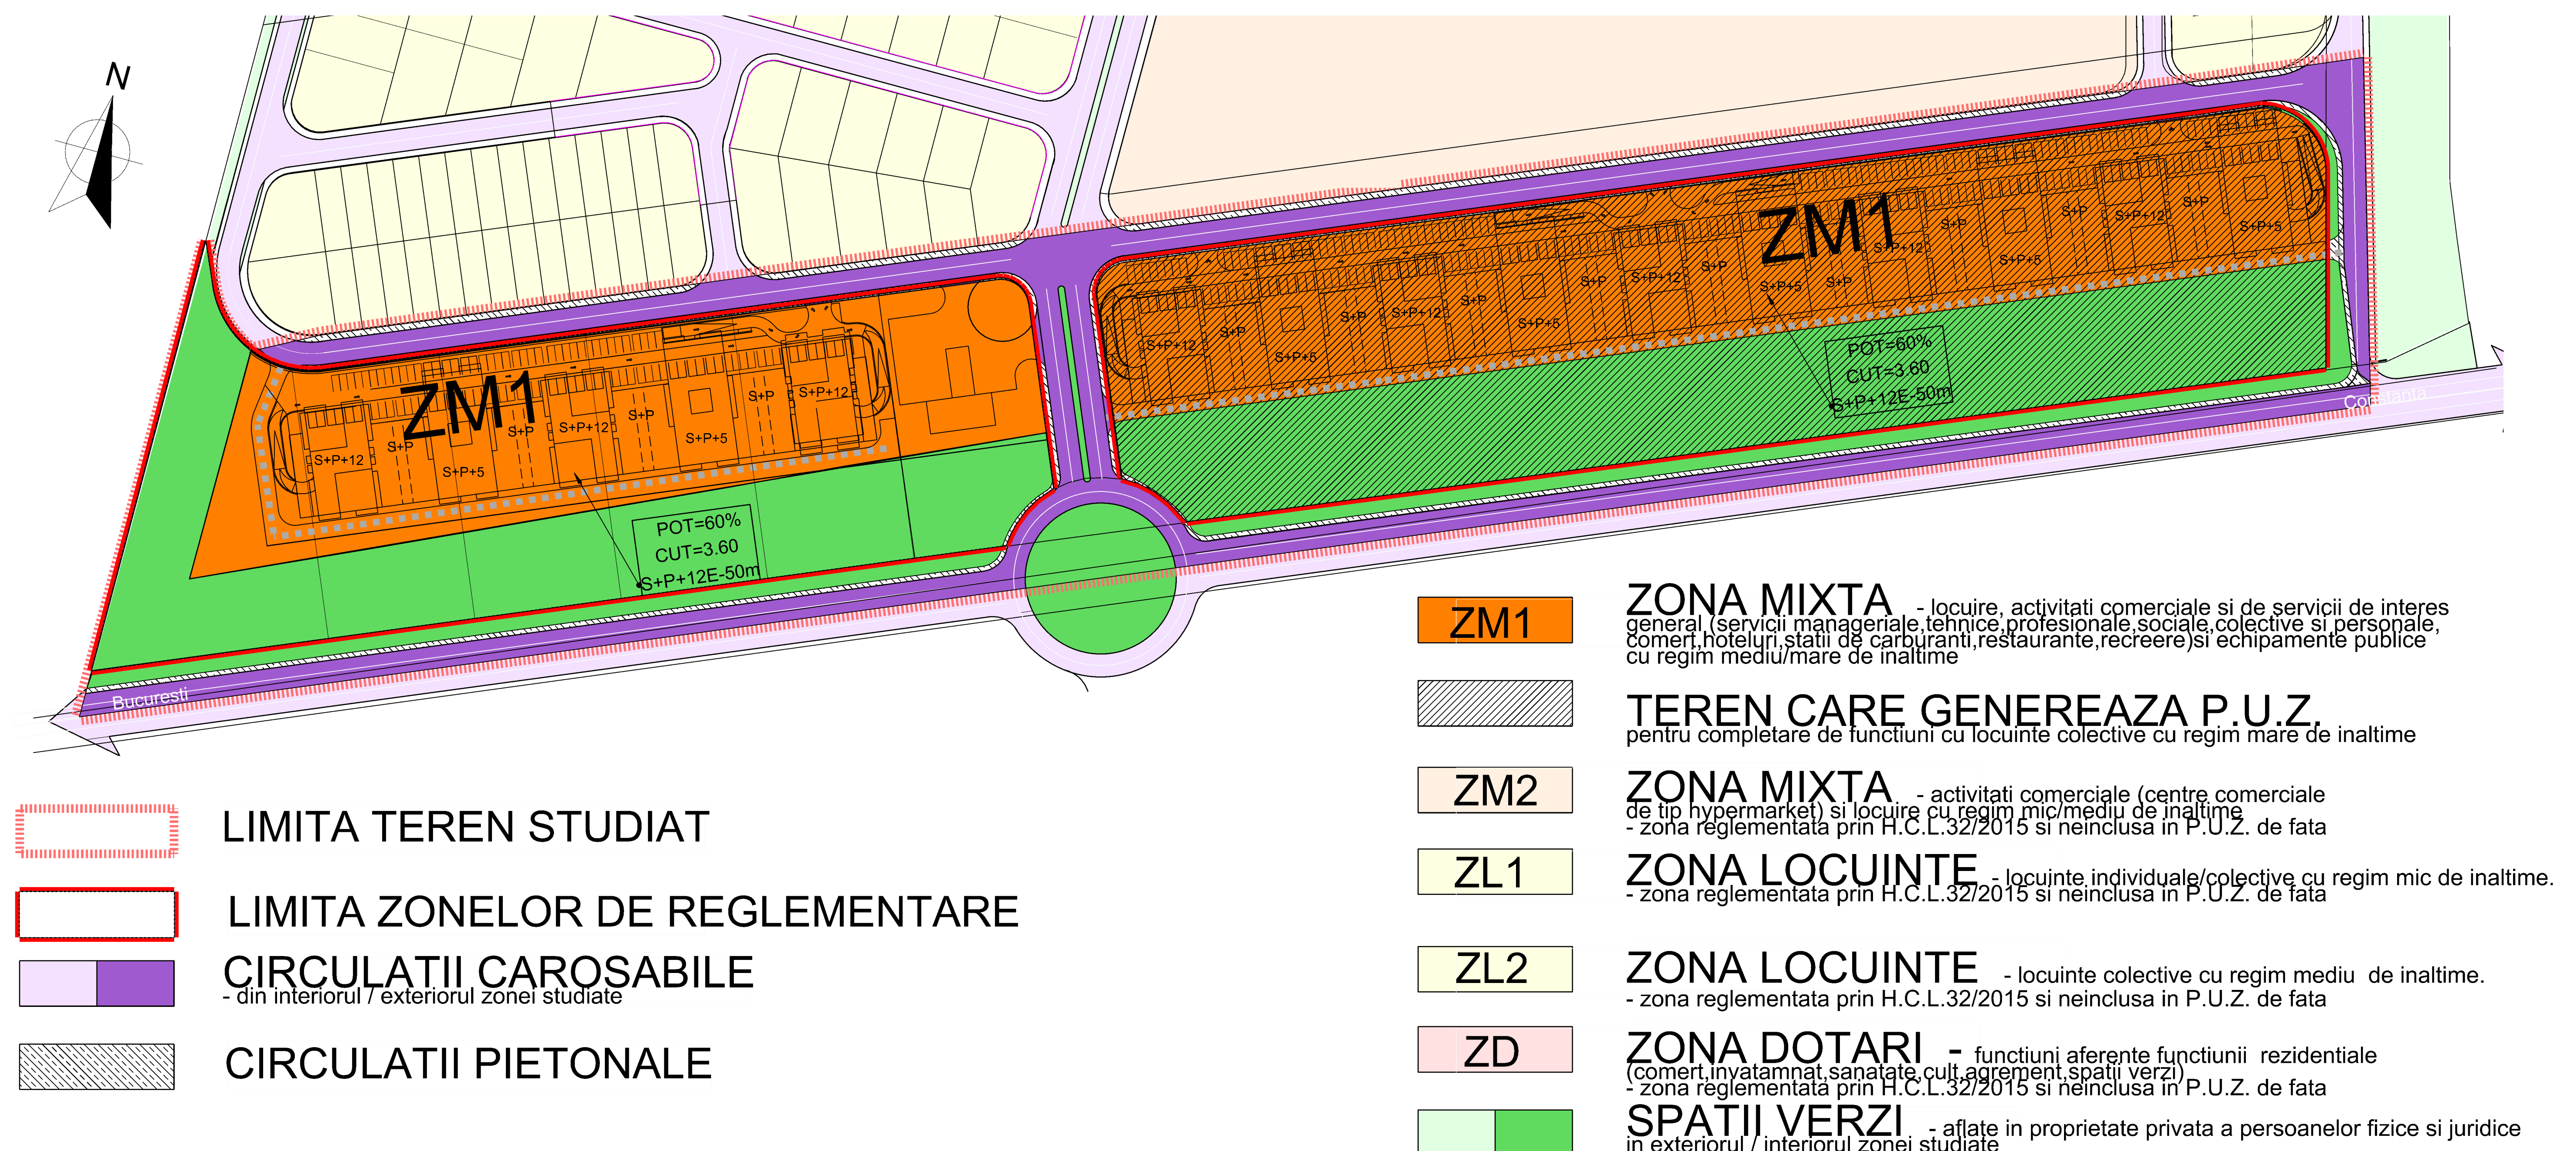 N
ZM1
S+P+12
S+P
S+P+5
S+P
S+P+12
S+P
S+P+5
S+P
S+P+12
POT=60%
CUT=3.60
S+P+12E-50m
ZM1
S+P+12
S+P
S+P+5
S+P
S+P+12
S+P
S+P+5
S+P
S+P+12
S+P
S+P+5
S+P
S+P+12
S+P
S+P+5
S+P
S+P+12
S+P
S+P+5
POT=60%
CUT=3.60
S+P+12E-50m
Constanta
Bucuresti
LIMITA TEREN STUDIAT
LIMITA ZONELOR DE REGLEMENTARE
CIRCULATII CAROSABILE
- din interiorul / exteriorul zonei studiate
CIRCULATII PIETONALE
ZM1
ZONA MIXTA - locuire, activitati comerciale si de servicii de interes
general (servicii manageriale,tehnice,profesionale,sociale,colective si personale,
comert,hoteluri,statii de carburanti,restaurante,recreere)si echipamente publice
cu regim mediu/mare de inaltime
TEREN CARE GENEREAZA P.U.Z.
pentru completare de functiuni cu locuinte colective cu regim mare de inaltime
ZM2
ZONA MIXTA - activitati comerciale (centre comerciale
de tip hypermarket) si locuire cu regim mic/mediu de inaltime
- zona reglementata prin H.C.L.32/2015 si neinclusa in P.U.Z. de fata
ZL1
ZONA LOCUINTE - locuinte individuale/colective cu regim mic de inaltime.
- zona reglementata prin H.C.L.32/2015 si neinclusa in P.U.Z. de fata
ZL2
ZONA LOCUINTE - locuinte colective cu regim mediu de inaltime.
- zona reglementata prin H.C.L.32/2015 si neinclusa in P.U.Z. de fata
ZD
ZONA DOTARI - functiuni aferente functiunii rezidentiale
(comert,invatamnat,sanatate,cult,agrement,spatii verzi)
- zona reglementata prin H.C.L.32/2015 si neinclusa in P.U.Z. de fata
SPATII VERZI - aflate in proprietate privata a persoanelor fizice si juridice
in exteriorul / interiorul zonei studiate